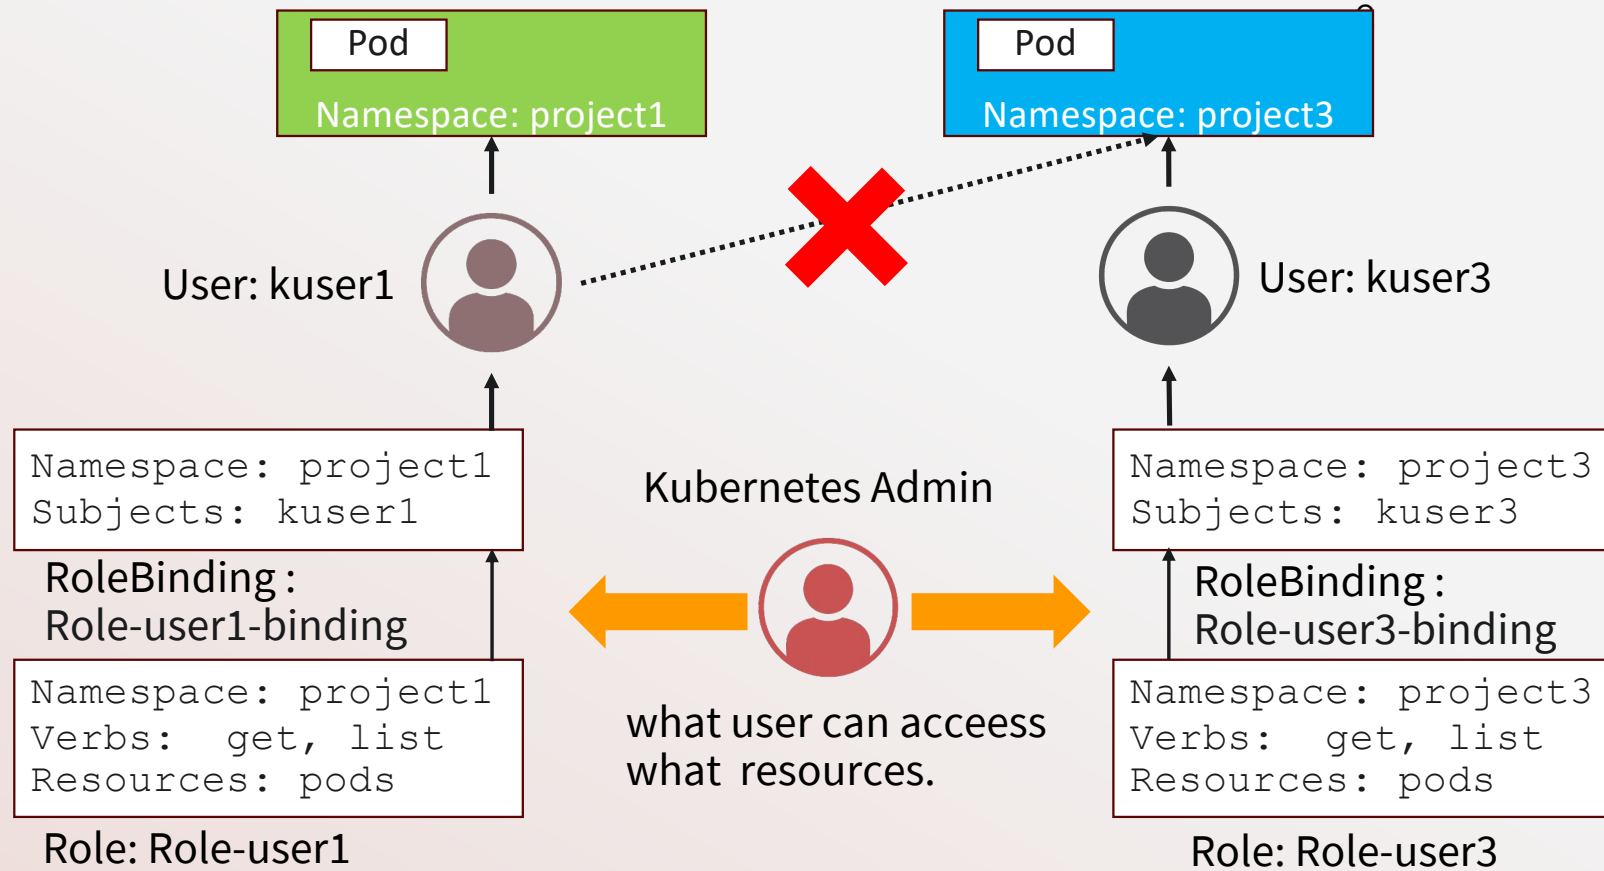 Pod
Namespace: project1
Pod
Namespace: project3
User: kuser1
User: kuser3
Namespace: project1
Subjects: kuser1
RoleBinding :
Role-user1-binding
Namespace: project1
Verbs:  get, list
Resources: pods
Role: Role-user1
Kubernetes Admin
what user can acceess
what  resources.
Namespace: project3
Subjects: kuser3
RoleBinding :
Role-user3-binding
Namespace: project3
Verbs:  get, list
Resources: pods
Role: Role-user3